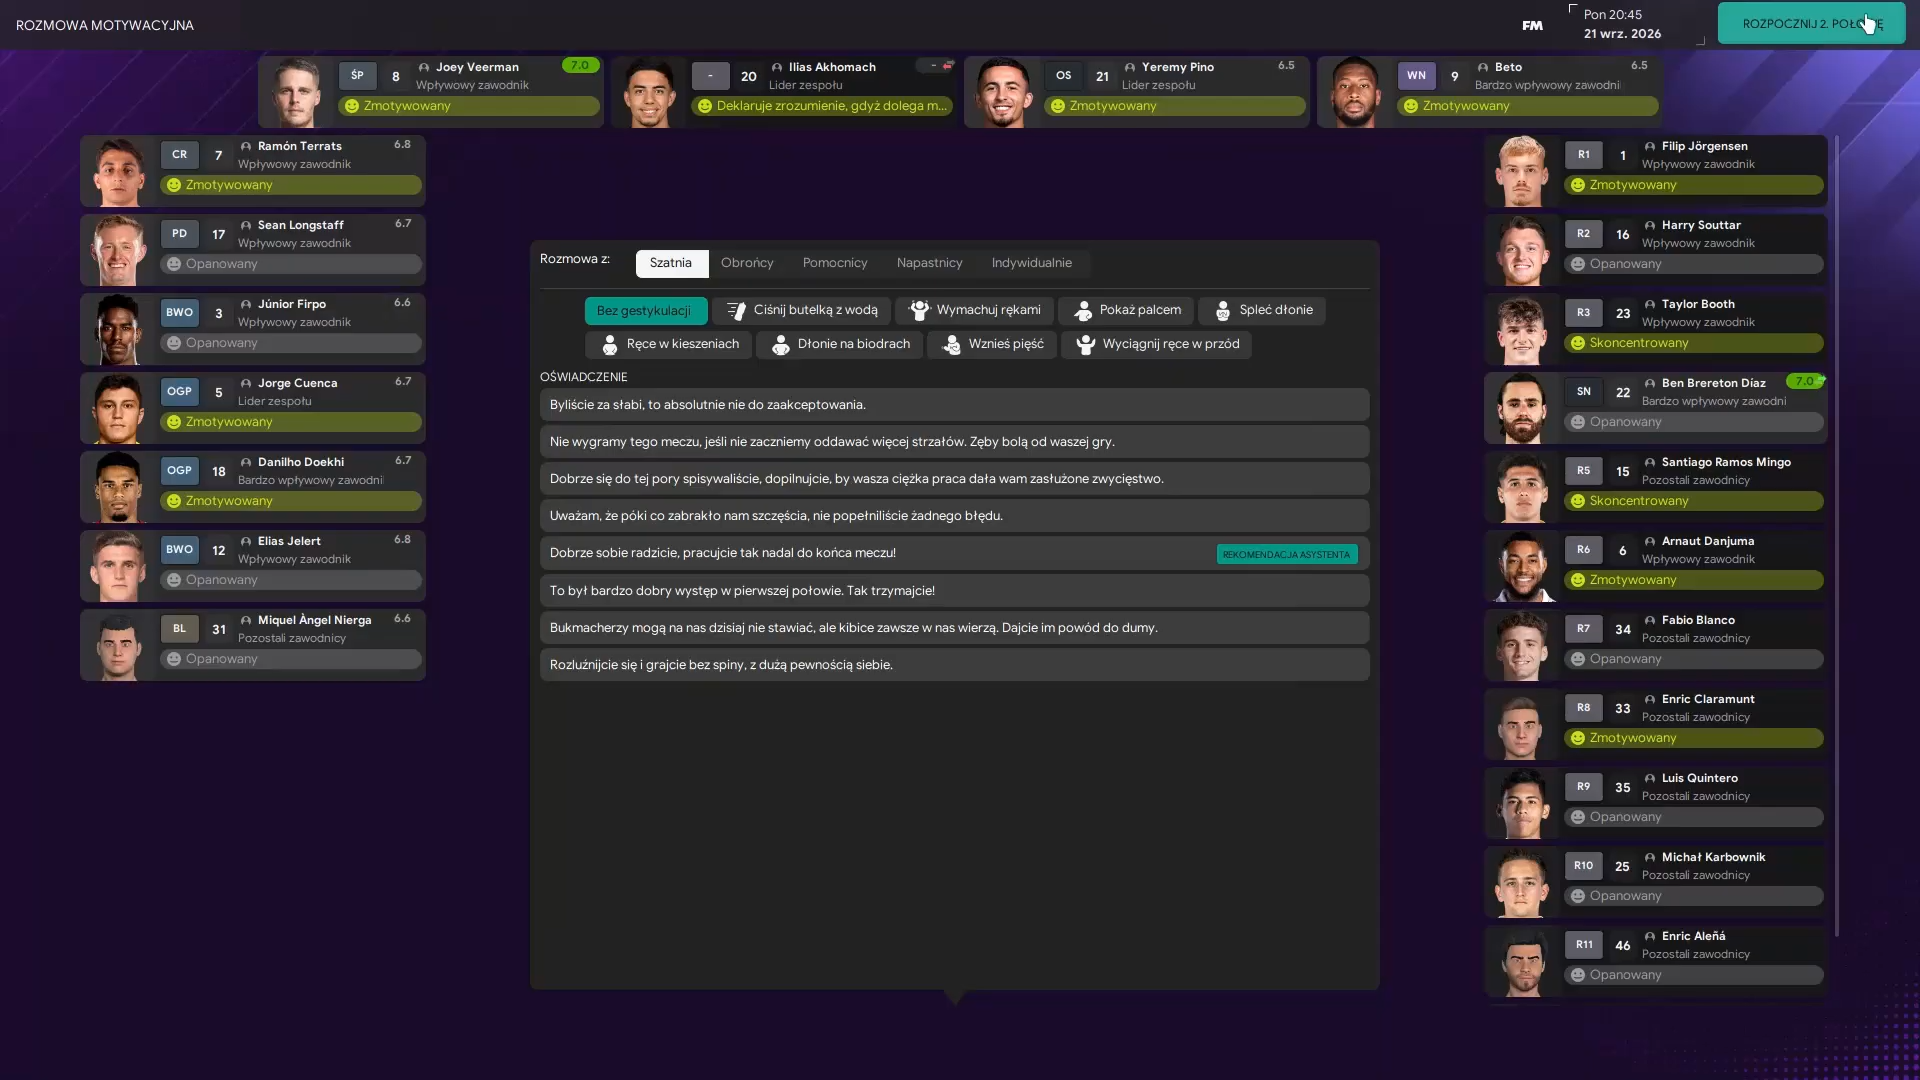 ROZMOWA MOTYWACYJNA
FM
Pon 20:45
21 wrz. 2026
ROZPOCZNIJ 2.
ŚP 8 Joey Veerman 7.0
Wpływowy zawodnik
Zmotywowany
- 20 Ilias Akhomach -
Lider zespołu
Deklaruje zrozumienie, gdyż dolega m...
OS 21 Yeremy Pino 6.5
Lider zespołu
Zmotywowany
WN 9 Beto 6.5
Bardzo wpływowy zawodni
Zmotywowany
CR 7 Ramón Terrats 6.8
Wpływowy zawodnik
Zmotywowany
PD 17 Sean Longstaff 6.7
Wpływowy zawodnik
Opanowany
BWO 3 Júnior Firpo 6.6
Wpływowy zawodnik
Opanowany
OGP 5 Jorge Cuenca 6.7
Lider zespołu
Zmotywowany
OGP 18 Danilho Doekhi 6.7
Bardzo wpływowy zawodni
Zmotywowany
BWO 12 Elias Jelert 6.8
Wpływowy zawodnik
Opanowany
BL 31 Miquel Àngel Nierga 6.6
Pozostali zawodnicy
Opanowany
Rozmowa z: Szatnia Obrońcy Pomocnicy Napastnicy Indywidualnie
Bez gestykulacji Ciśnij butelką z wodą Wymachuj rękami Pokaż palcem Spleć dłonie
Ręce w kieszeniach Dłonie na biodrach Wznieś pięść Wyciągnij ręce w przód
OŚWIADCZENIE
Byliście za słabi, to absolutnie nie do zaakceptowania.
Nie wygramy tego meczu, jeśli nie zaczniemy oddawać więcej strzałów. Zęby bolą od waszej gry.
Dobrze się do tej pory spisywaliście, dopilnujcie, by wasza ciężka praca dała wam zasłużone zwycięstwo.
Uważam, że póki co zabrakło nam szczęścia, nie popełniliście żadnego błędu.
Dobrze sobie radzicie, pracujcie tak nadal do końca meczu! REKOMENDACJA ASYSTENTA
To był bardzo dobry występ w pierwszej połowie. Tak trzymajcie!
Bukmacherzy mogą na nas dzisiaj nie stawiać, ale kibice zawsze w nas wierzą. Dajcie im powód do dumy.
Rozluźnijcie się i grajcie bez spiny, z dużą pewnością siebie.
R1 1 Filip Jörgensen
Wpływowy zawodnik
Zmotywowany
R2 16 Harry Souttar
Wpływowy zawodnik
Opanowany
R3 23 Taylor Booth
Wpływowy zawodnik
Skoncentrowany
SN 22 Ben Brereton Díaz 7.0
Bardzo wpływowy zawodni
Opanowany
R5 15 Santiago Ramos Mingo
Pozostali zawodnicy
Skoncentrowany
R6 6 Arnaut Danjuma
Wpływowy zawodnik
Zmotywowany
R7 34 Fabio Blanco
Pozostali zawodnicy
Opanowany
R8 33 Enric Claramunt
Pozostali zawodnicy
Zmotywowany
R9 35 Luis Quintero
Pozostali zawodnicy
Opanowany
R10 25 Michał Karbownik
Pozostali zawodnicy
Opanowany
R11 46 Enric Aleñá
Pozostali zawodnicy
Opanowany